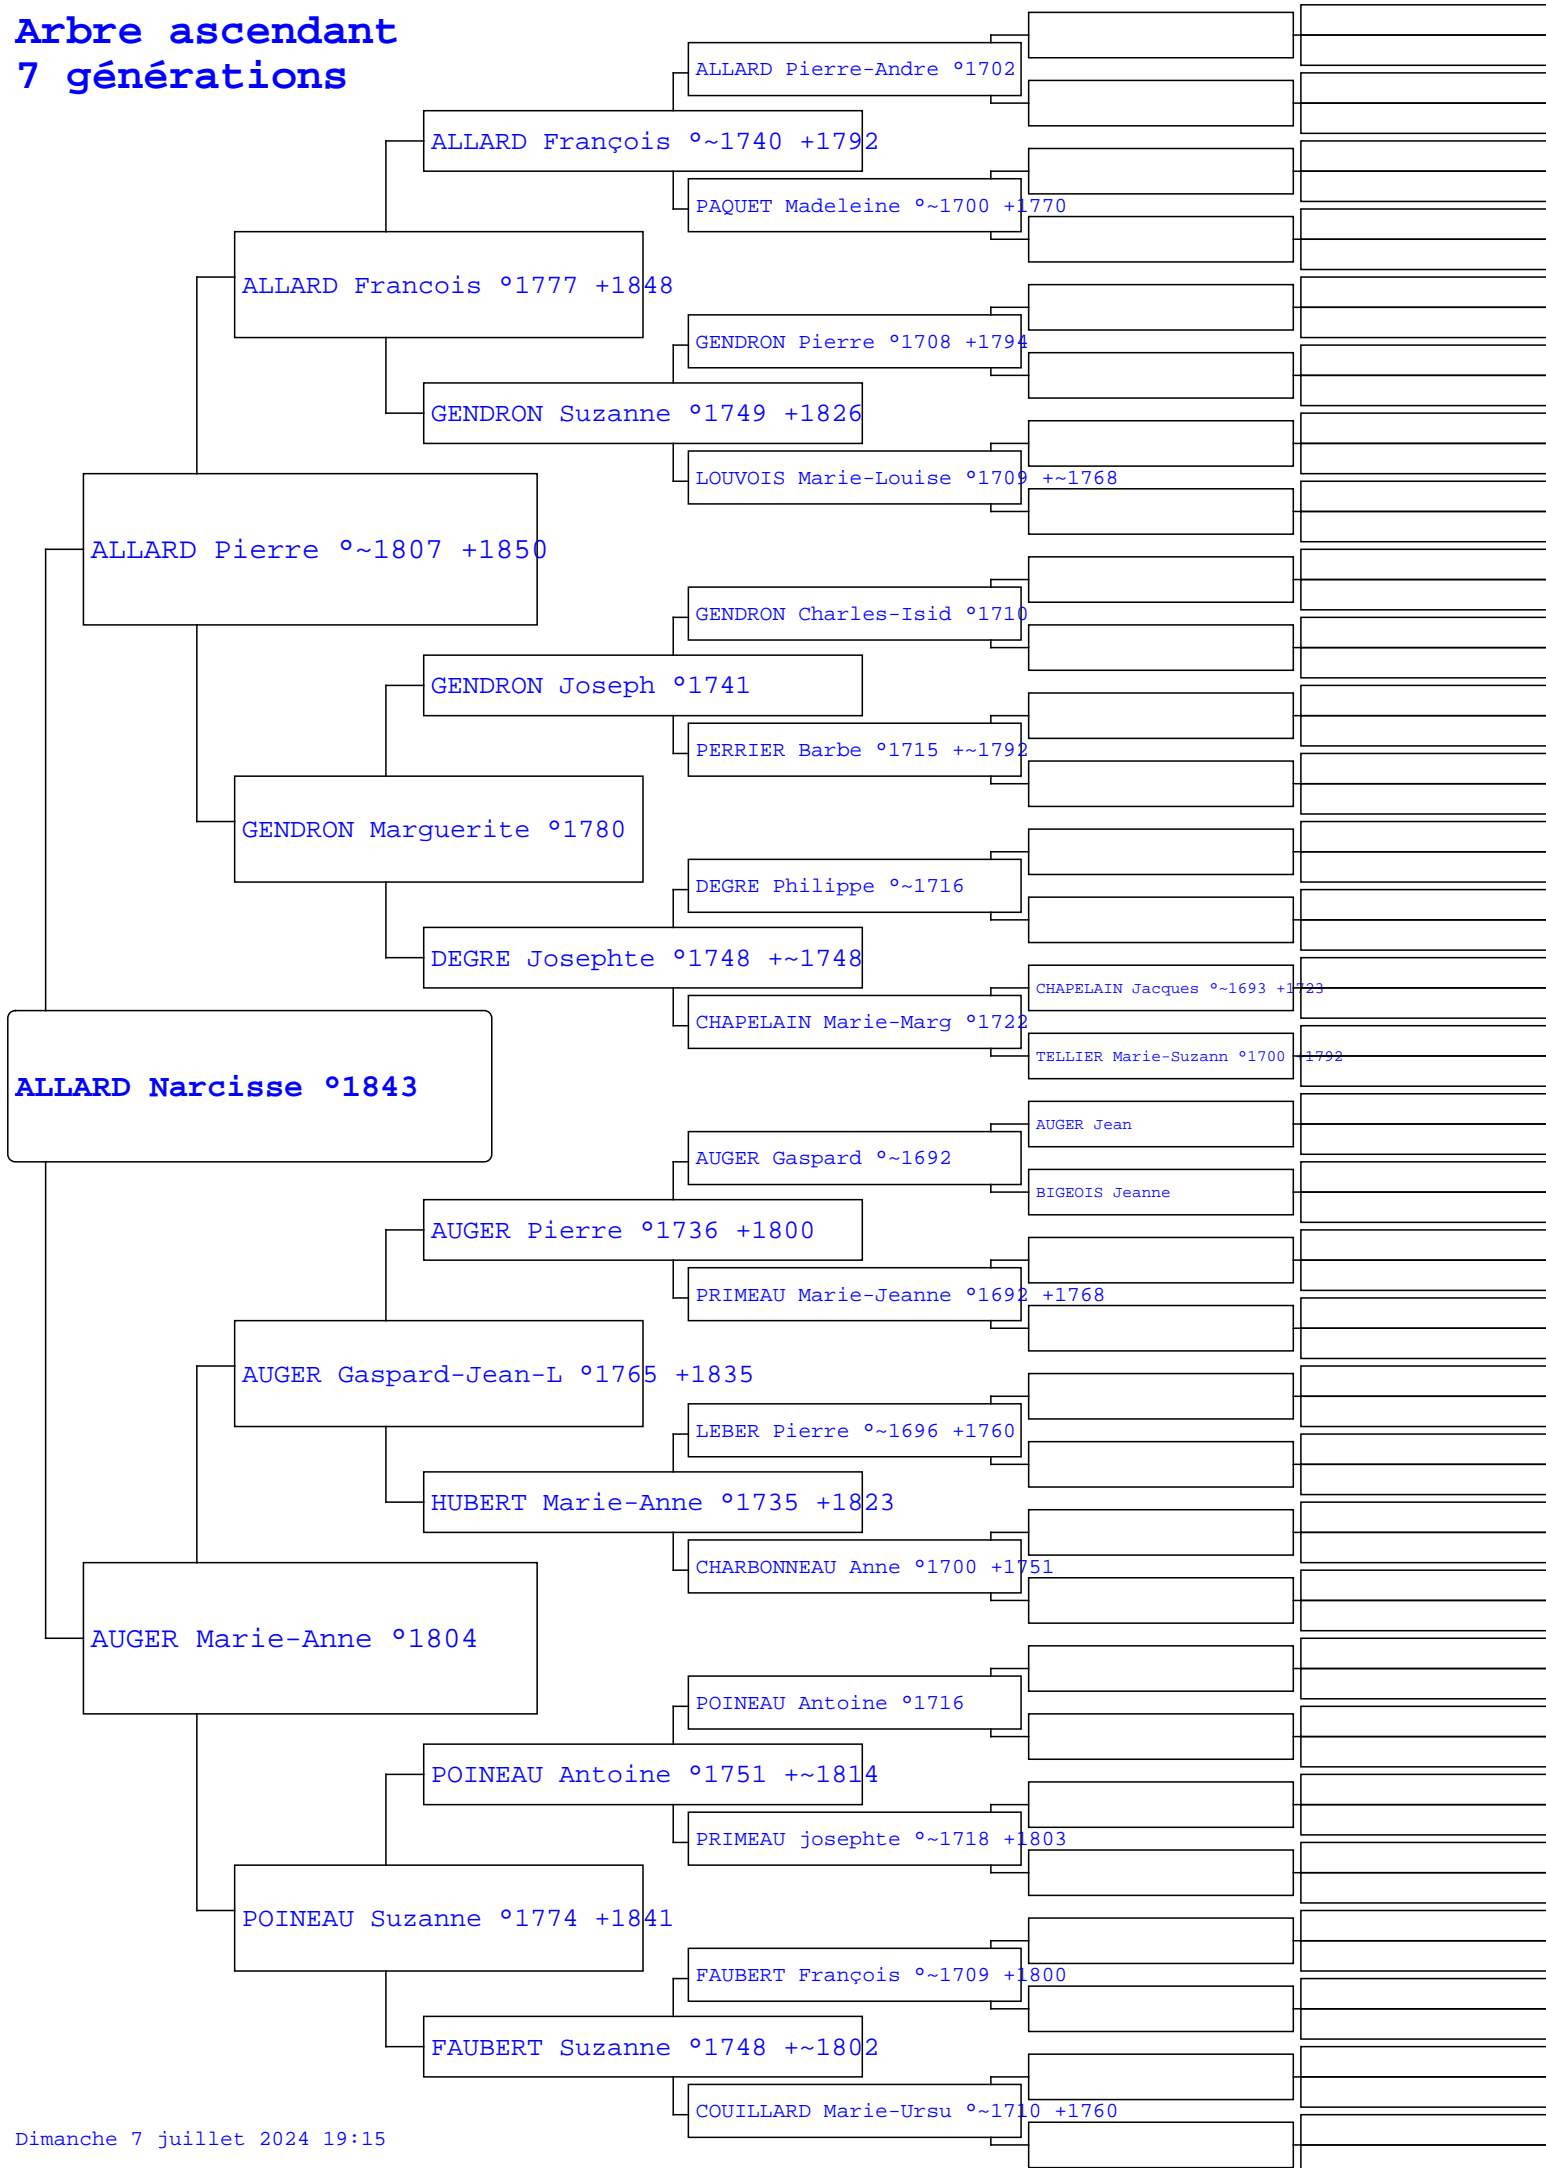 Arbre ascendant
7 générations
ALLARD Pierre-Andre °1702
ALLARD François °~1740 +1792
PAQUET Madeleine °~1700 +1770
ALLARD Francois °1777 +1848
GENDRON Pierre °1708 +1794
GENDRON Suzanne °1749 +1826
LOUVOIS Marie-Louise °1709 +~1768
ALLARD Pierre °~1807 +1850
GENDRON Charles-Isid °1710
GENDRON Joseph °1741
PERRIER Barbe °1715 +~1792
GENDRON Marguerite °1780
DEGRE Philippe °~1716
DEGRE Josephte °1748 +~1748
CHAPELAIN Jacques °~1693 +1723
CHAPELAIN Marie-Marg °1722
TELLIER Marie-Suzann °1700 +1792
ALLARD Narcisse °1843
AUGER Jean
AUGER Gaspard °~1692
BIGEOIS Jeanne
AUGER Pierre °1736 +1800
PRIMEAU Marie-Jeanne °1692 +1768
AUGER Gaspard-Jean-L °1765 +1835
LEBER Pierre °~1696 +1760
HUBERT Marie-Anne °1735 +1823
CHARBONNEAU Anne °1700 +1751
AUGER Marie-Anne °1804
POINEAU Antoine °1716
POINEAU Antoine °1751 +~1814
PRIMEAU josephte °~1718 +1803
POINEAU Suzanne °1774 +1841
FAUBERT François °~1709 +1800
FAUBERT Suzanne °1748 +~1802
COUILLARD Marie-Ursu °~1710 +1760
Dimanche 7 juillet 2024 19:15